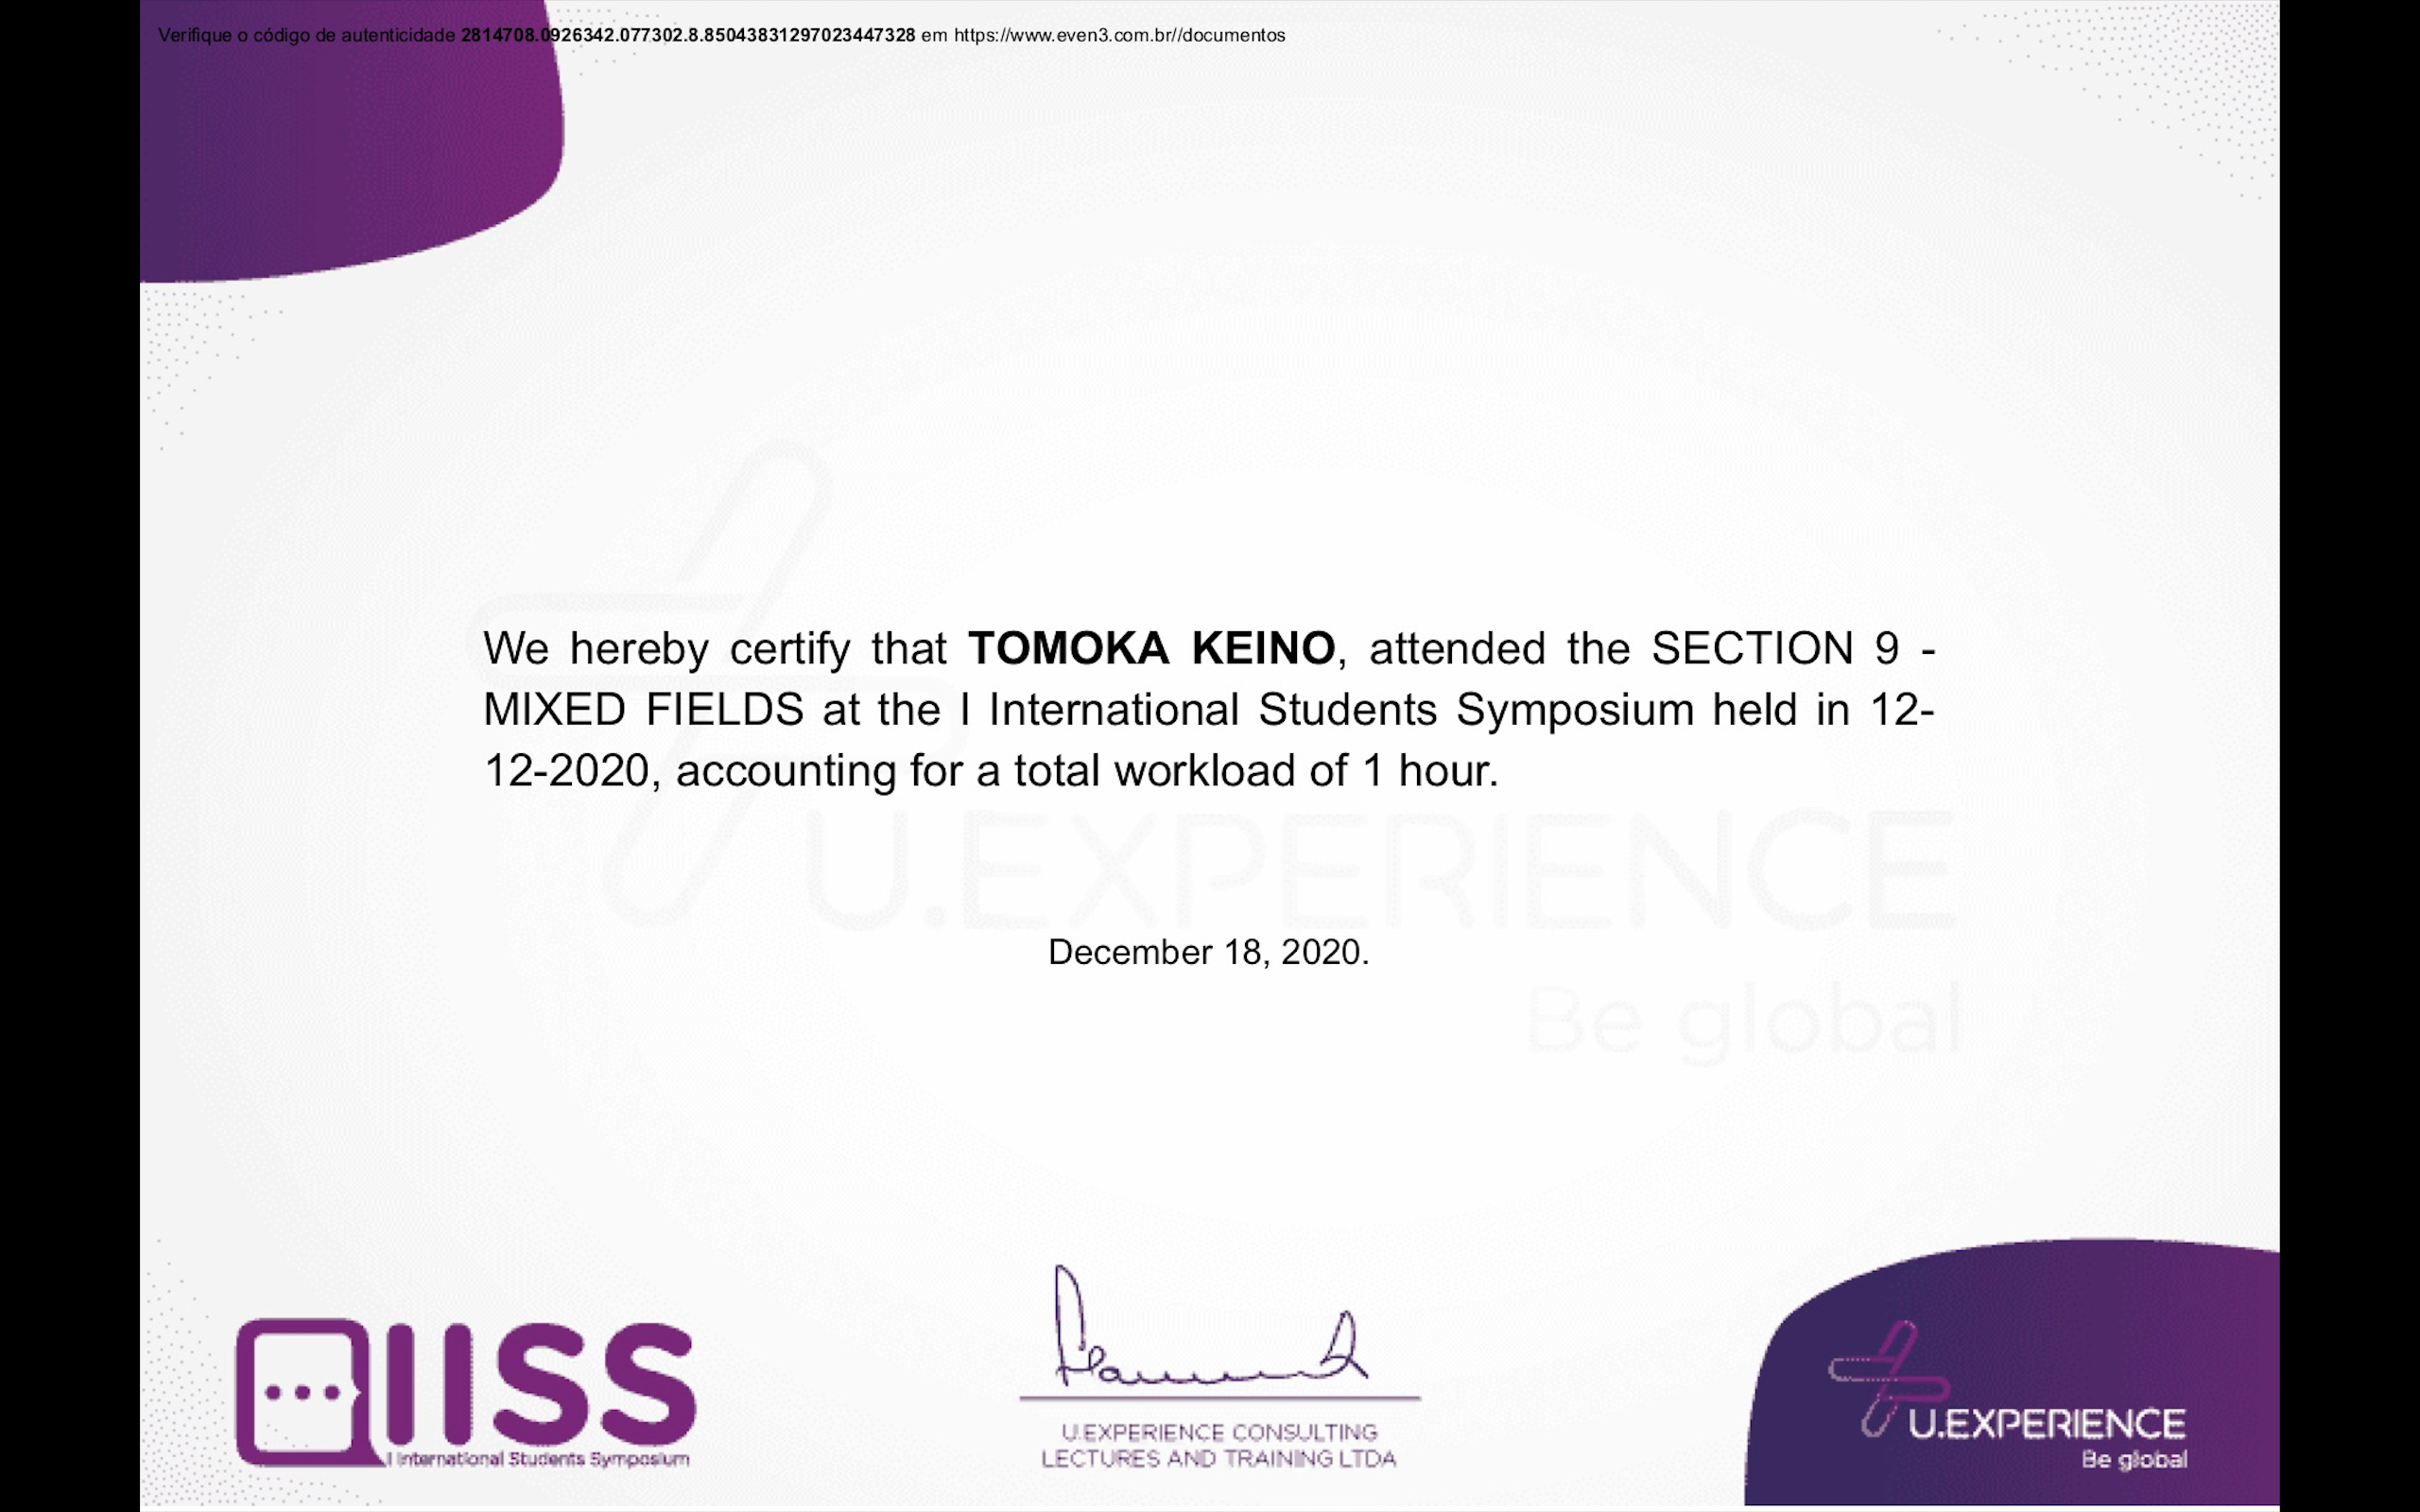 Verifique o código de autenticidade 2814708.0926342.077302.8.85043831297023447328 em https://www.even3.com.br//documentos
We hereby certify that TOMOKA KEINO, attended the SECTION 9 -
MIXED FIELDS at the I International Students Symposium held in 12-
12-2020, accounting for a total workload of 1 hour.
U.EXPERIENCE
December 18, 2020.
Be global
IISS
I International Students Symposium
U.EXPERIENCE CONSULTING
LECTURES AND TRAINING LTDA
U.EXPERIENCE
Be global